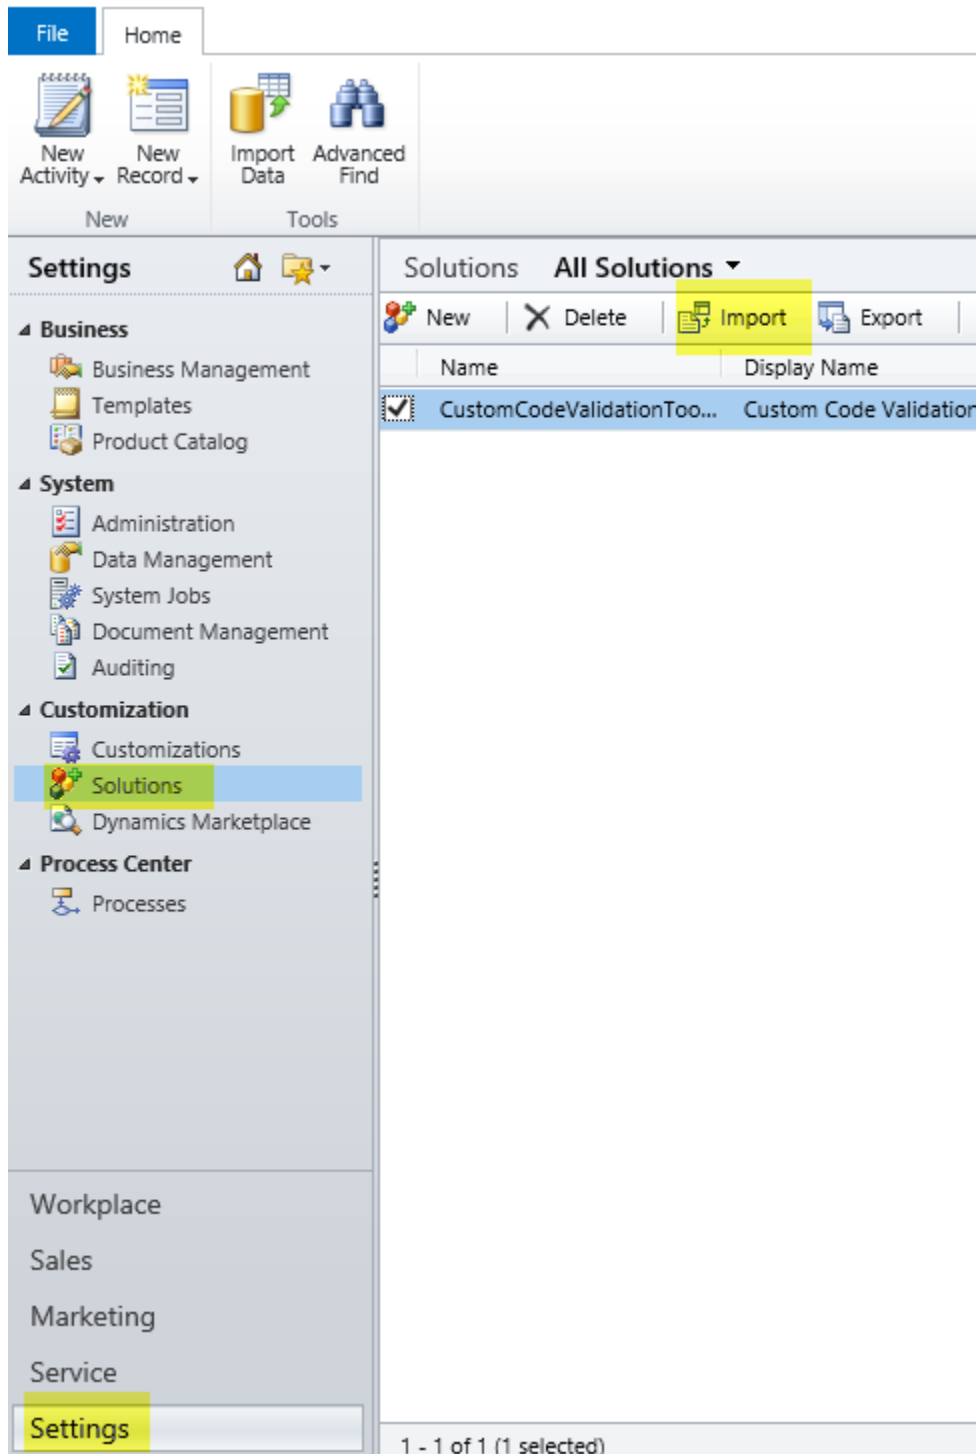 File Home
New Activity New Record Import Data Advanced Find
New Tools
Settings
Solutions All Solutions
New Delete Import Export
Name Display Name
CustomCodeValidationToo... Custom Code Validation
Business
Business Management
Templates
Product Catalog
System
Administration
Data Management
System Jobs
Document Management
Auditing
Customization
Customizations
Solutions
Dynamics Marketplace
Process Center
Processes
Workplace
Sales
Marketing
Service
Settings
1 - 1 of 1 (1 selected)